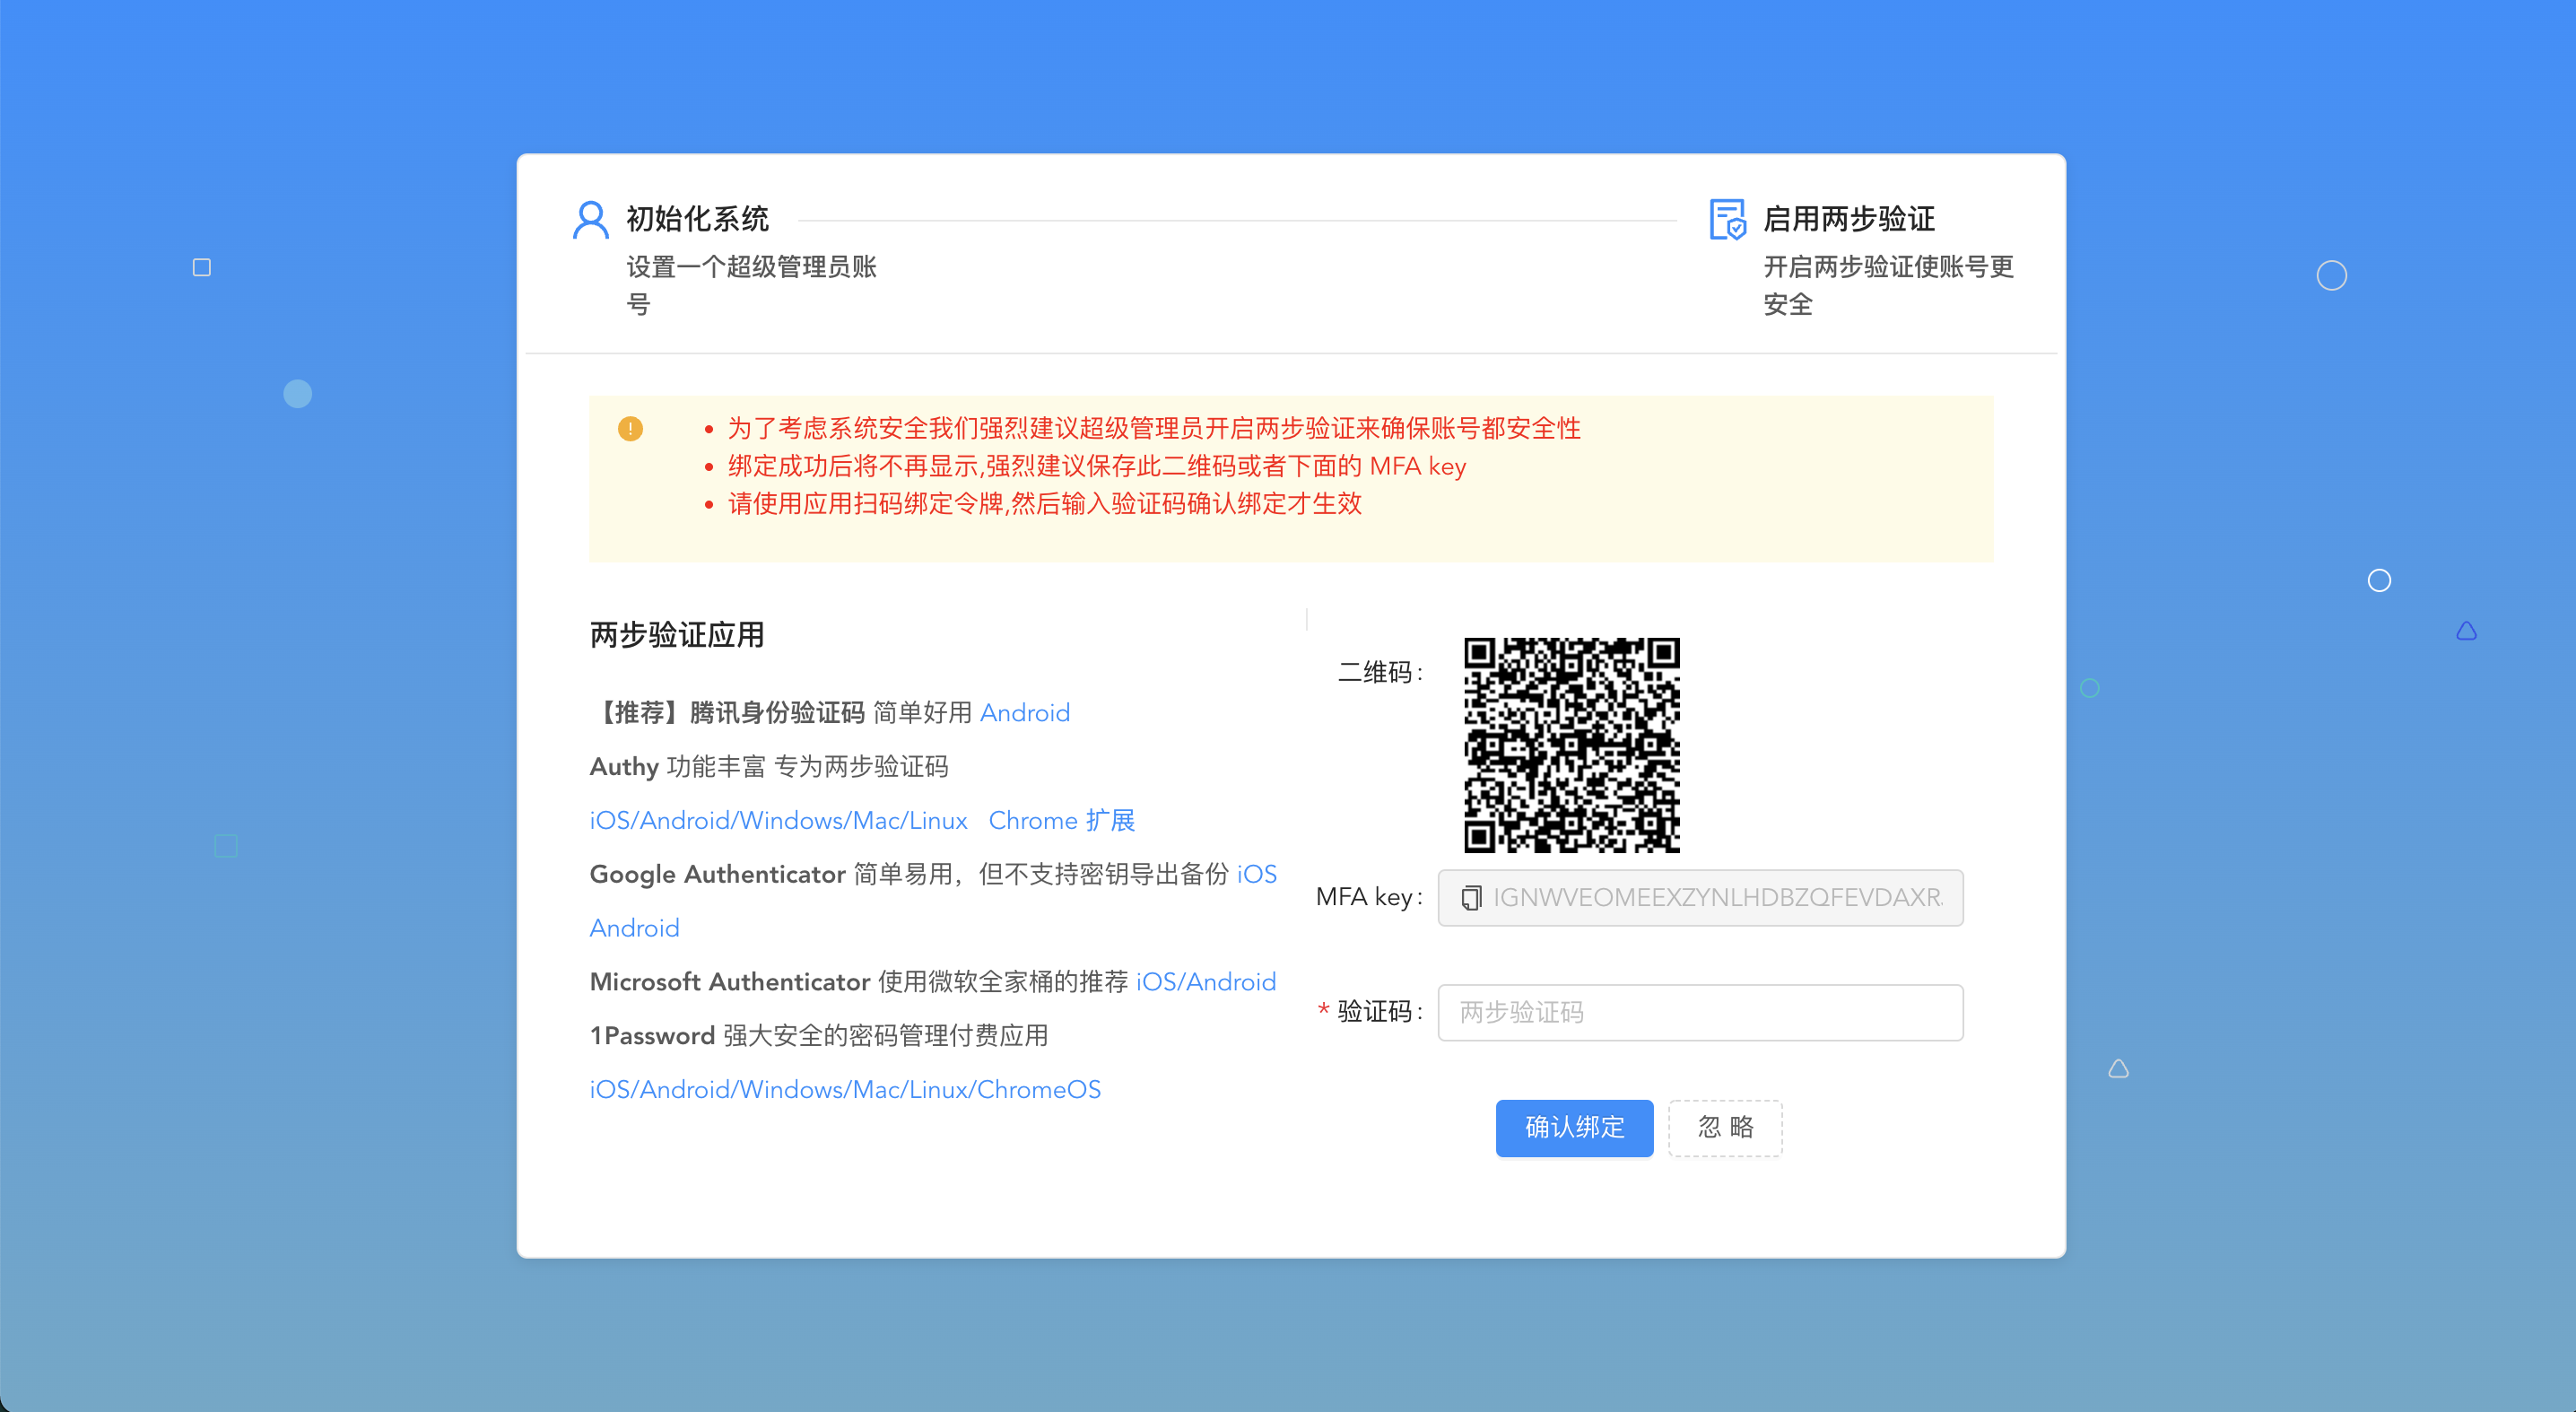 初始化系统
设置一个超级管理员账
号
启用两步验证
开启两步验证使账号更
安全
为了考虑系统安全我们强烈建议超级管理员开启两步验证来确保账号都安全性
绑定成功后将不再显示,强烈建议保存此二维码或者下面的 MFA key
请使用应用扫码绑定令牌,然后输入验证码确认绑定才生效
两步验证应用
【推荐】腾讯身份验证码 简单好用 Android
Authy 功能丰富 专为两步验证码
iOS/Android/Windows/Mac/Linux Chrome 扩展
Google Authenticator 简单易用，但不支持密钥导出备份 iOS
Android
Microsoft Authenticator 使用微软全家桶的推荐 iOS/Android
1Password 强大安全的密码管理付费应用
iOS/Android/Windows/Mac/Linux/ChromeOS
二维码:
MFA key: IGNWVEOMEEXZYNLHDBZQFEVDAXR
* 验证码: 两步验证码
确认绑定 忽 略